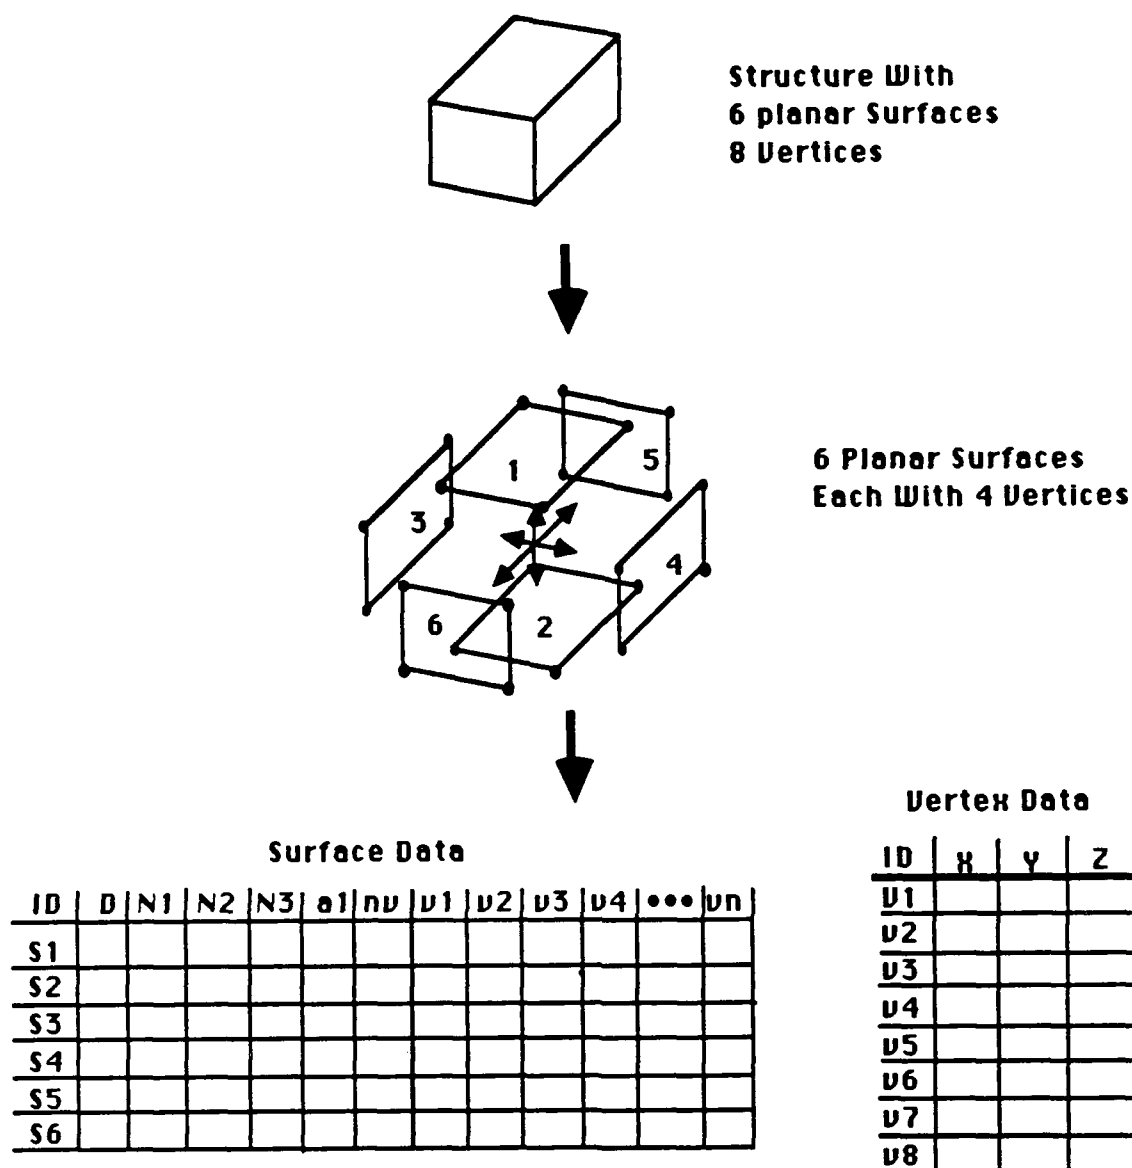 Structure With
6 planar Surfaces
8 Vertices
5
1
3
4
6
2
6 Planar Surfaces
Each With 4 Vertices
Surface Data
ID D N1 N2 N3 a1 nv v1 v2 v3 v4 ••• vn
S1
S2
S3
S4
S5
S6
Vertex Data
ID X Y Z
V1
V2
V3
V4
V5
V6
V7
V8